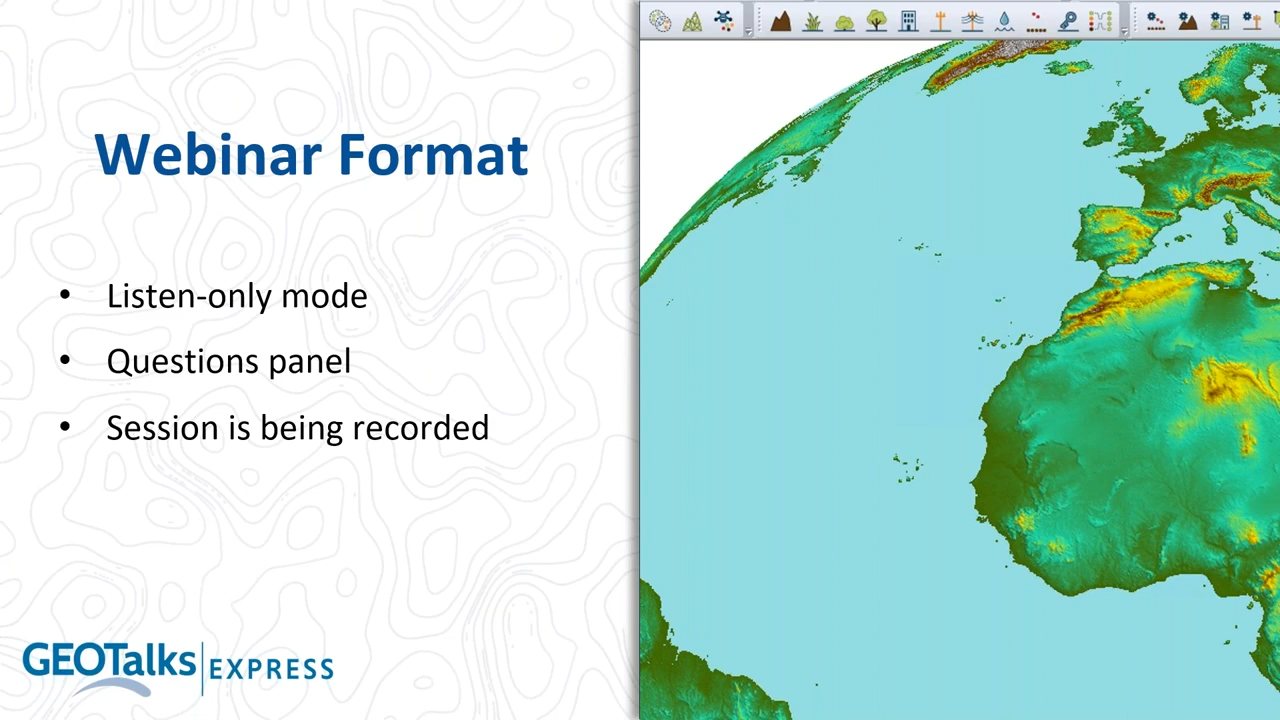 Webinar Format
• Listen-only mode
• Questions panel
• Session is being recorded
GEOTalks EXPRESS